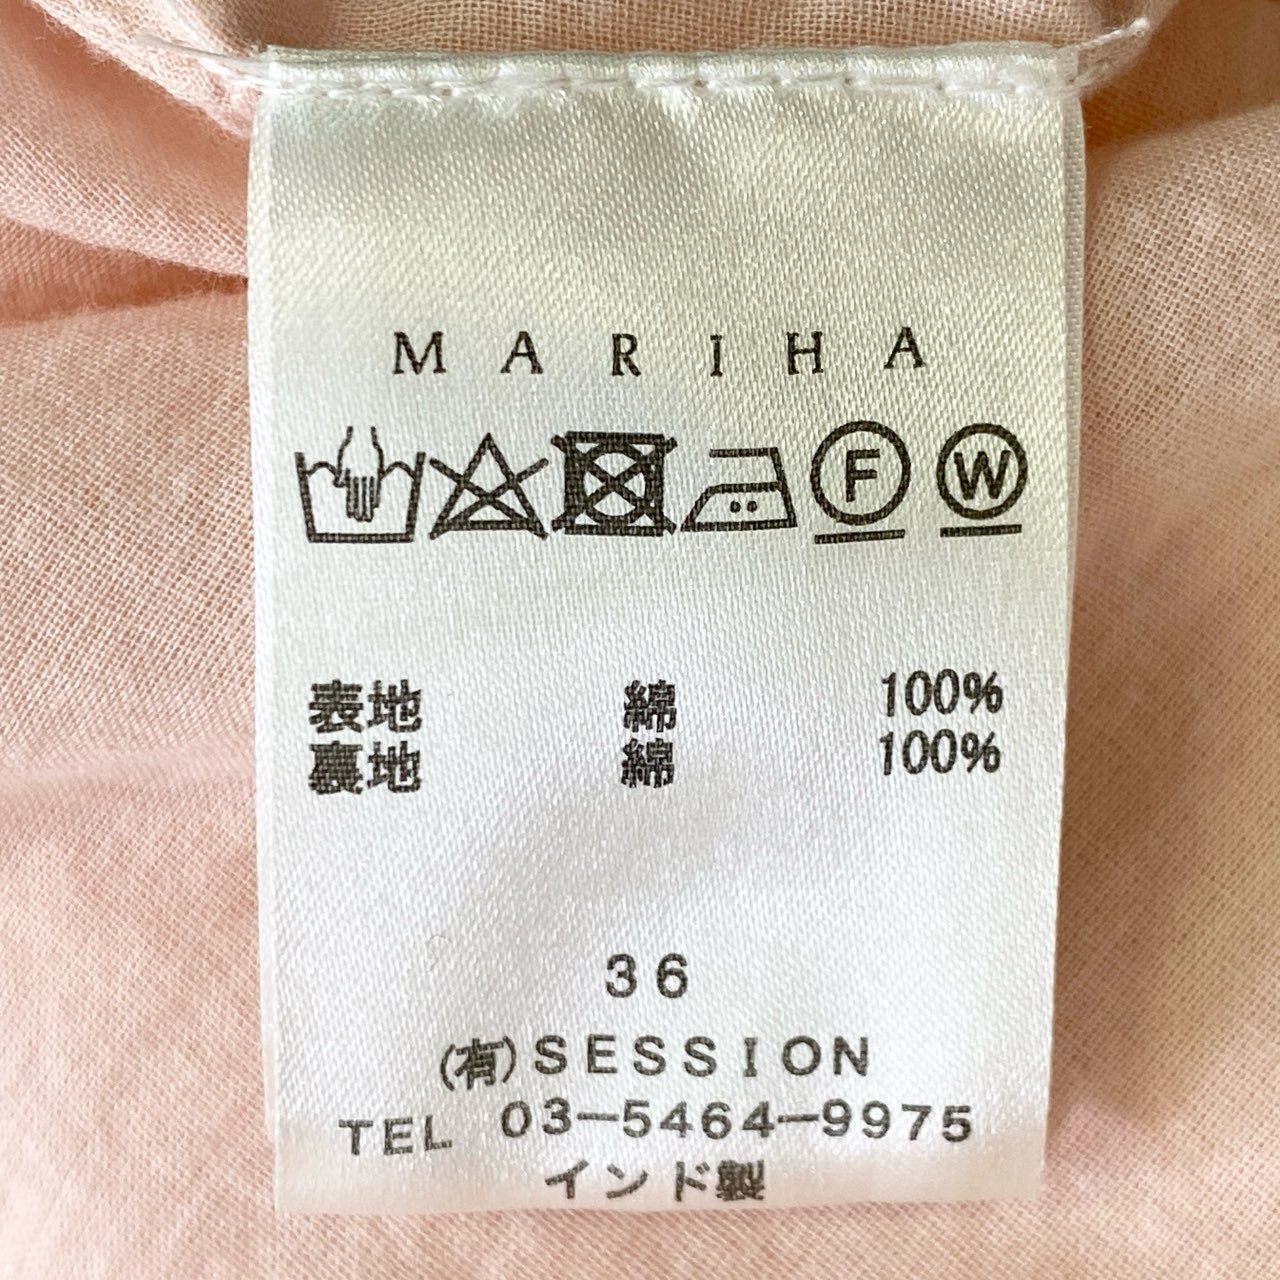 MARIHA
F W
表地 綿 100%
裏地 綿 100%
36
(有)SESSION
TEL 03-5464-9975
インド製